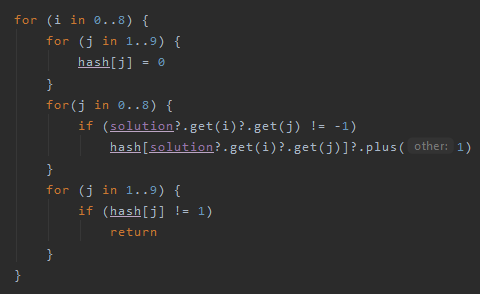 for (i in 0..8) {
    for (j in 1..9) {
        hash[j] = 0
    }
    for(j in 0..8) {
        if (solution?.get(i)?.get(j) != -1)
            hash[solution?.get(i)?.get(j)]?.plus( other: 1)
    }
    for (j in 1..9) {
        if (hash[j] != 1)
            return
    }
}